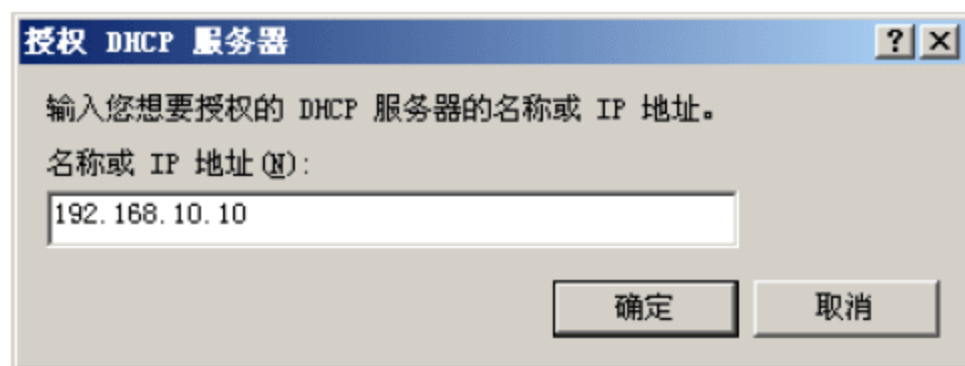 授权 DHCP 服务器
输入您想要授权的 DHCP 服务器的名称或 IP 地址。
名称或 IP 地址(N):
192.168.10.10
确定 取消